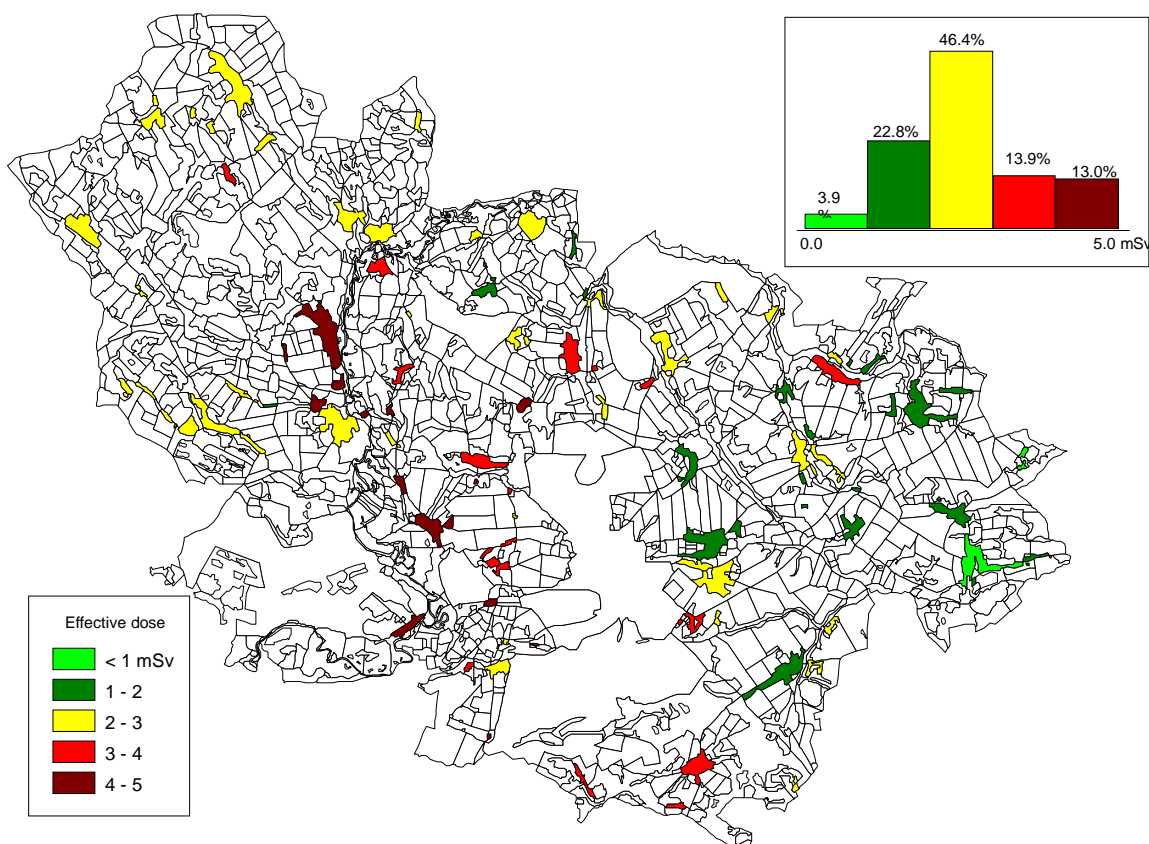 46.4%
22.8%
13.9%
13.0%
3.9
%
0.0
5.0 mSv
Effective dose
< 1 mSv
1 - 2
2 - 3
3 - 4
4 - 5